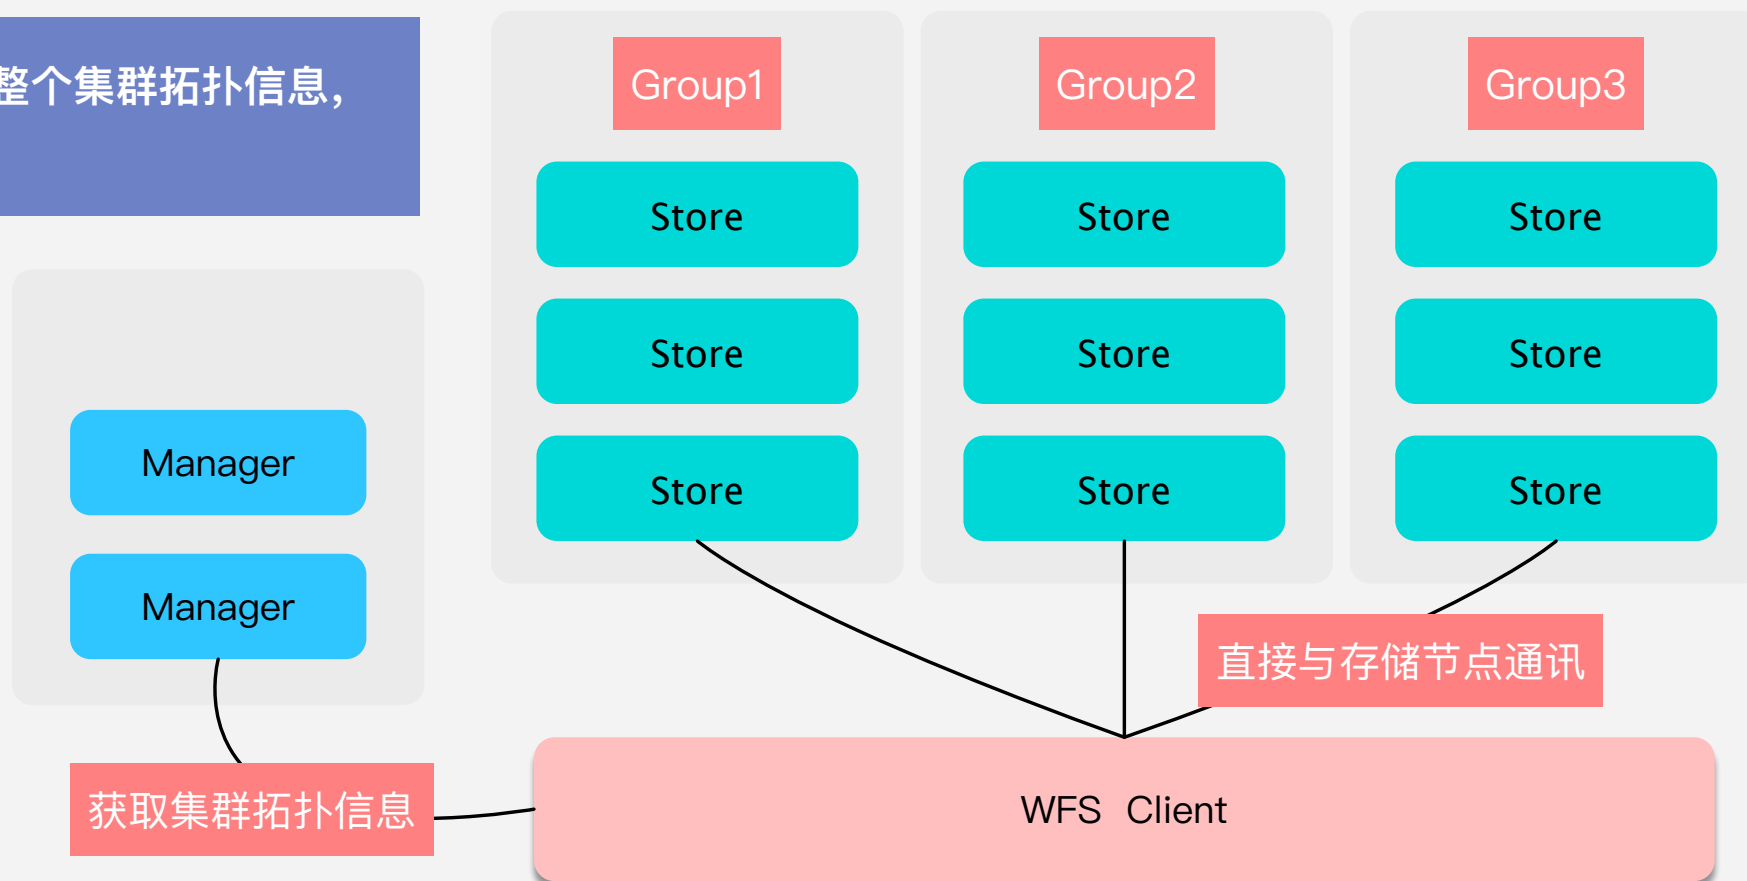 整个集群拓扑信息，
Group1
Group2
Group3
Store
Store
Store
Store
Store
Store
Store
Store
Store
Manager
Manager
直接与存储节点通讯
获取集群拓扑信息
WFS Client